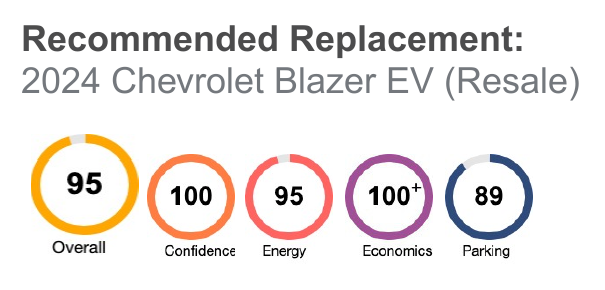 Recommended Replacement:
2024 Chevrolet Blazer EV (Resale)
95 100 95 100+ 89
Overall Confidence Energy Economics Parking